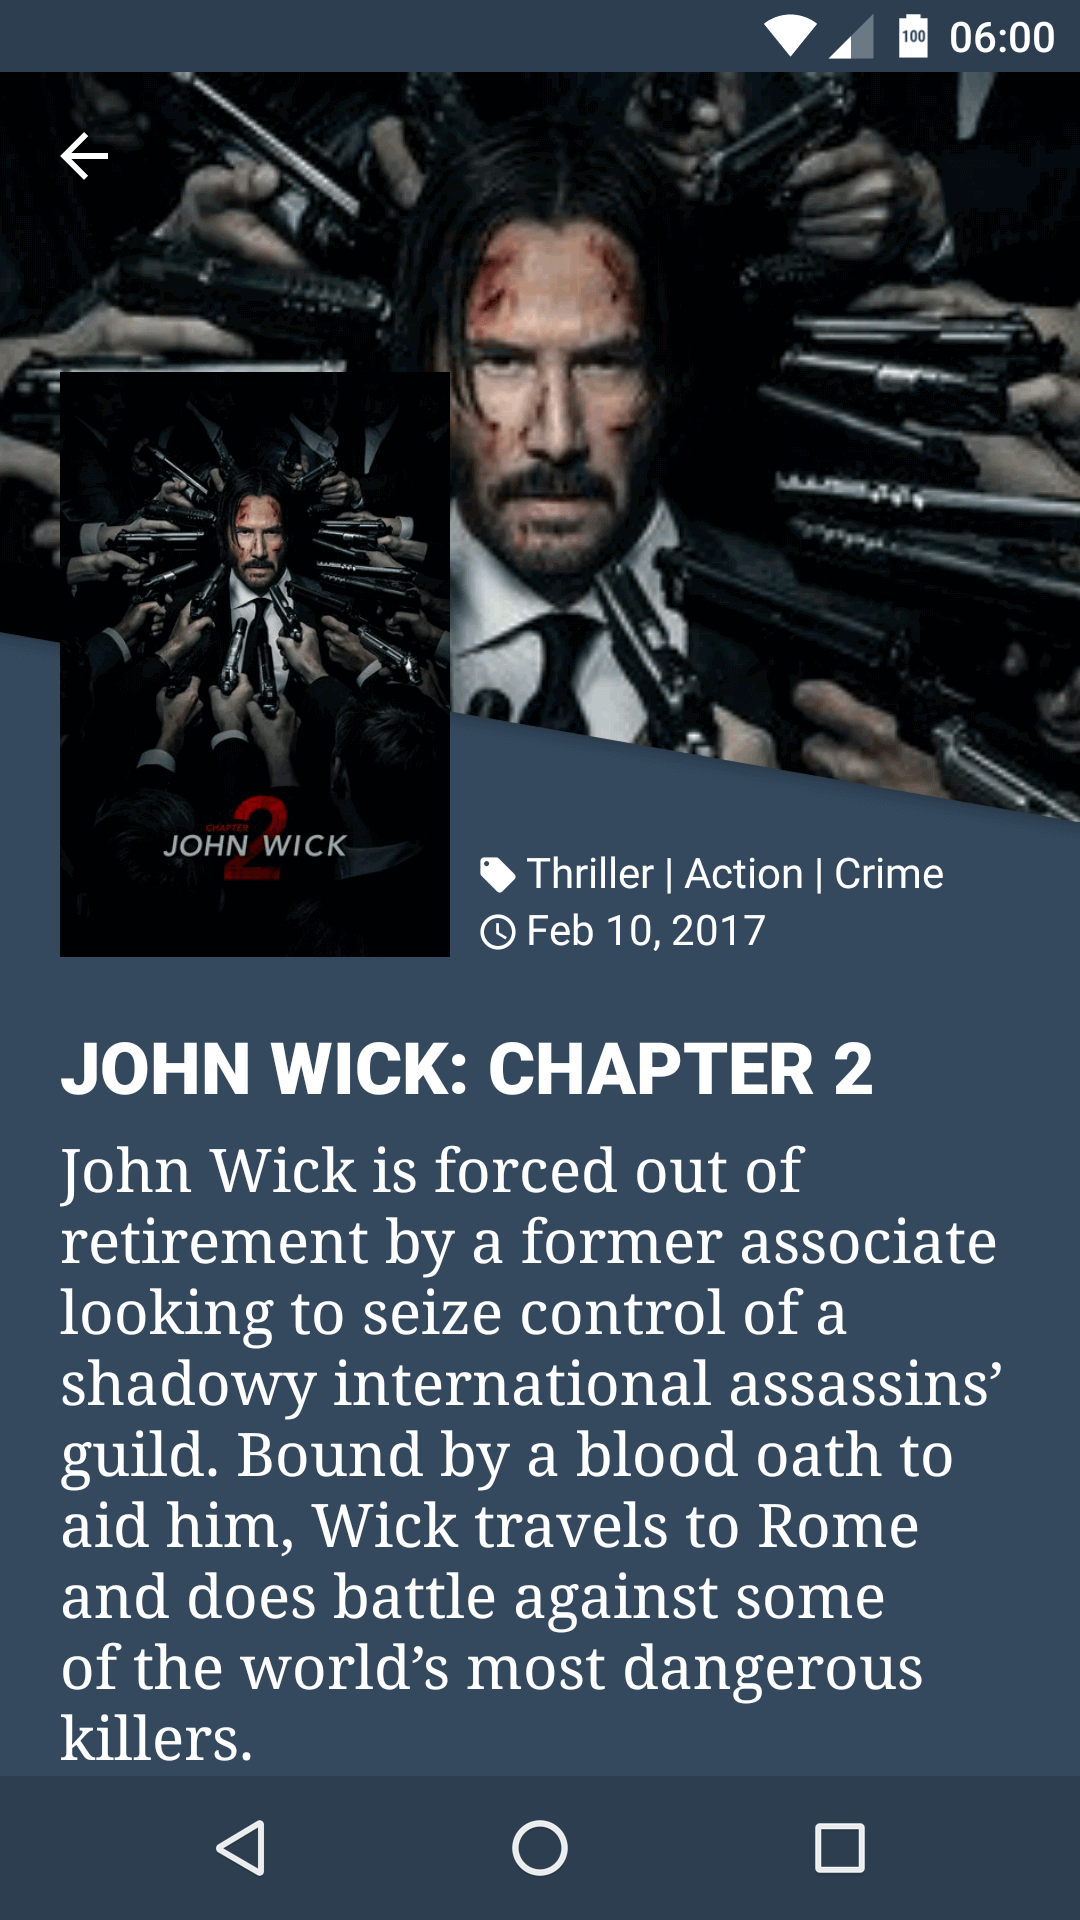 100 06:00
CHAPTER
2
JOHN WICK
Thriller | Action | Crime
Feb 10, 2017
JOHN WICK: CHAPTER 2
John Wick is forced out of
retirement by a former associate
looking to seize control of a
shadowy international assassins’
guild. Bound by a blood oath to
aid him, Wick travels to Rome
and does battle against some
of the world’s most dangerous
killers.